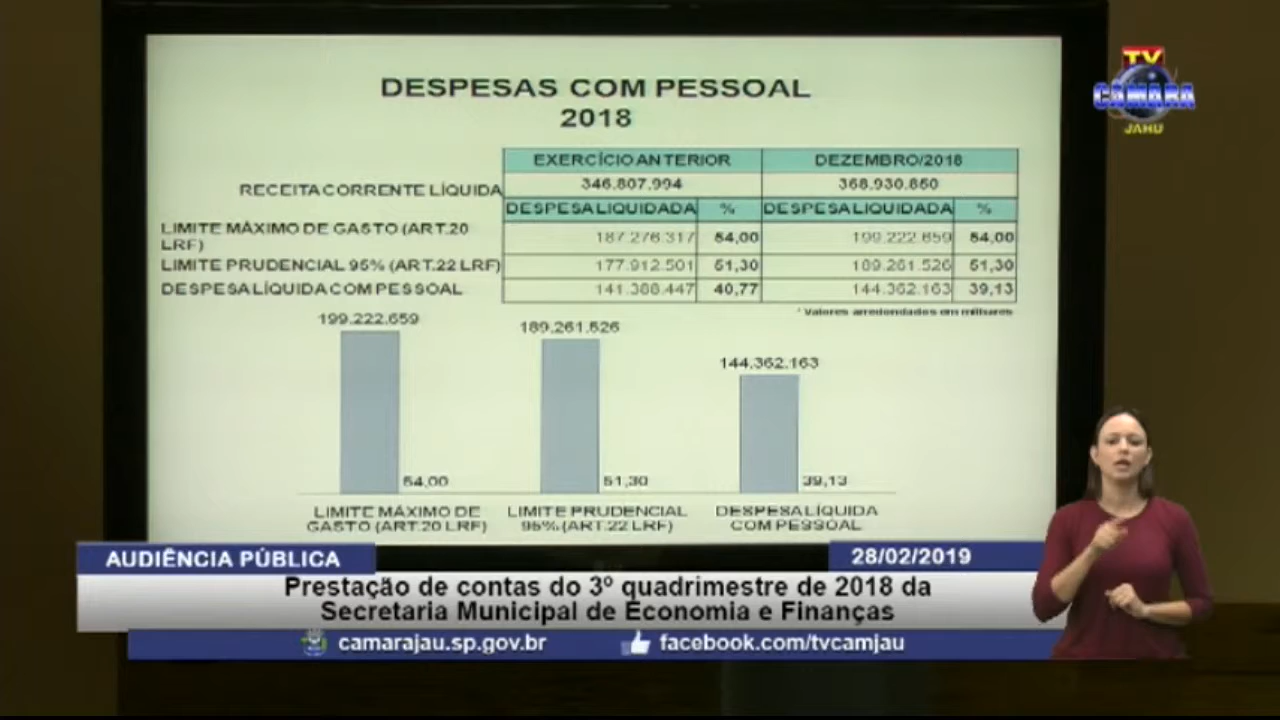 DESPESAS COM PESSOAL
2018
EXERCÍCIO ANTERIOR DEZEMBRO/2018
RECEITA CORRENTE LÍQUIDA 346.807.994 368.930.850
DESPESA LIQUIDADA % DESPESA LIQUIDADA %
LIMITE MÁXIMO DE GASTO (ART.20 LRF) 187.276.317 54,00 199.222.659 54,00
LIMITE PRUDENCIAL 95% (ART.22 LRF) 177.912.501 51,30 189.261.526 51,30
DESPESA LÍQUIDA COM PESSOAL 141.388.447 40,77 144.362.163 39,13
* Valores arredondados em milhares
199.222.659
189.261.526
144.362.163
54,00
51,30
39,13
LIMITE MÁXIMO DE
GASTO (ART.20 LRF)
LIMITE PRUDENCIAL
95% (ART.22 LRF)
DESPESA LÍQUIDA
COM PESSOAL
TV
CÂMARA
JAHU
AUDIÊNCIA PÚBLICA
28/02/2019
Prestação de contas do 3º quadrimestre de 2018 da
Secretaria Municipal de Economia e Finanças
camarajau.sp.gov.br
facebook.com/tvcamjau